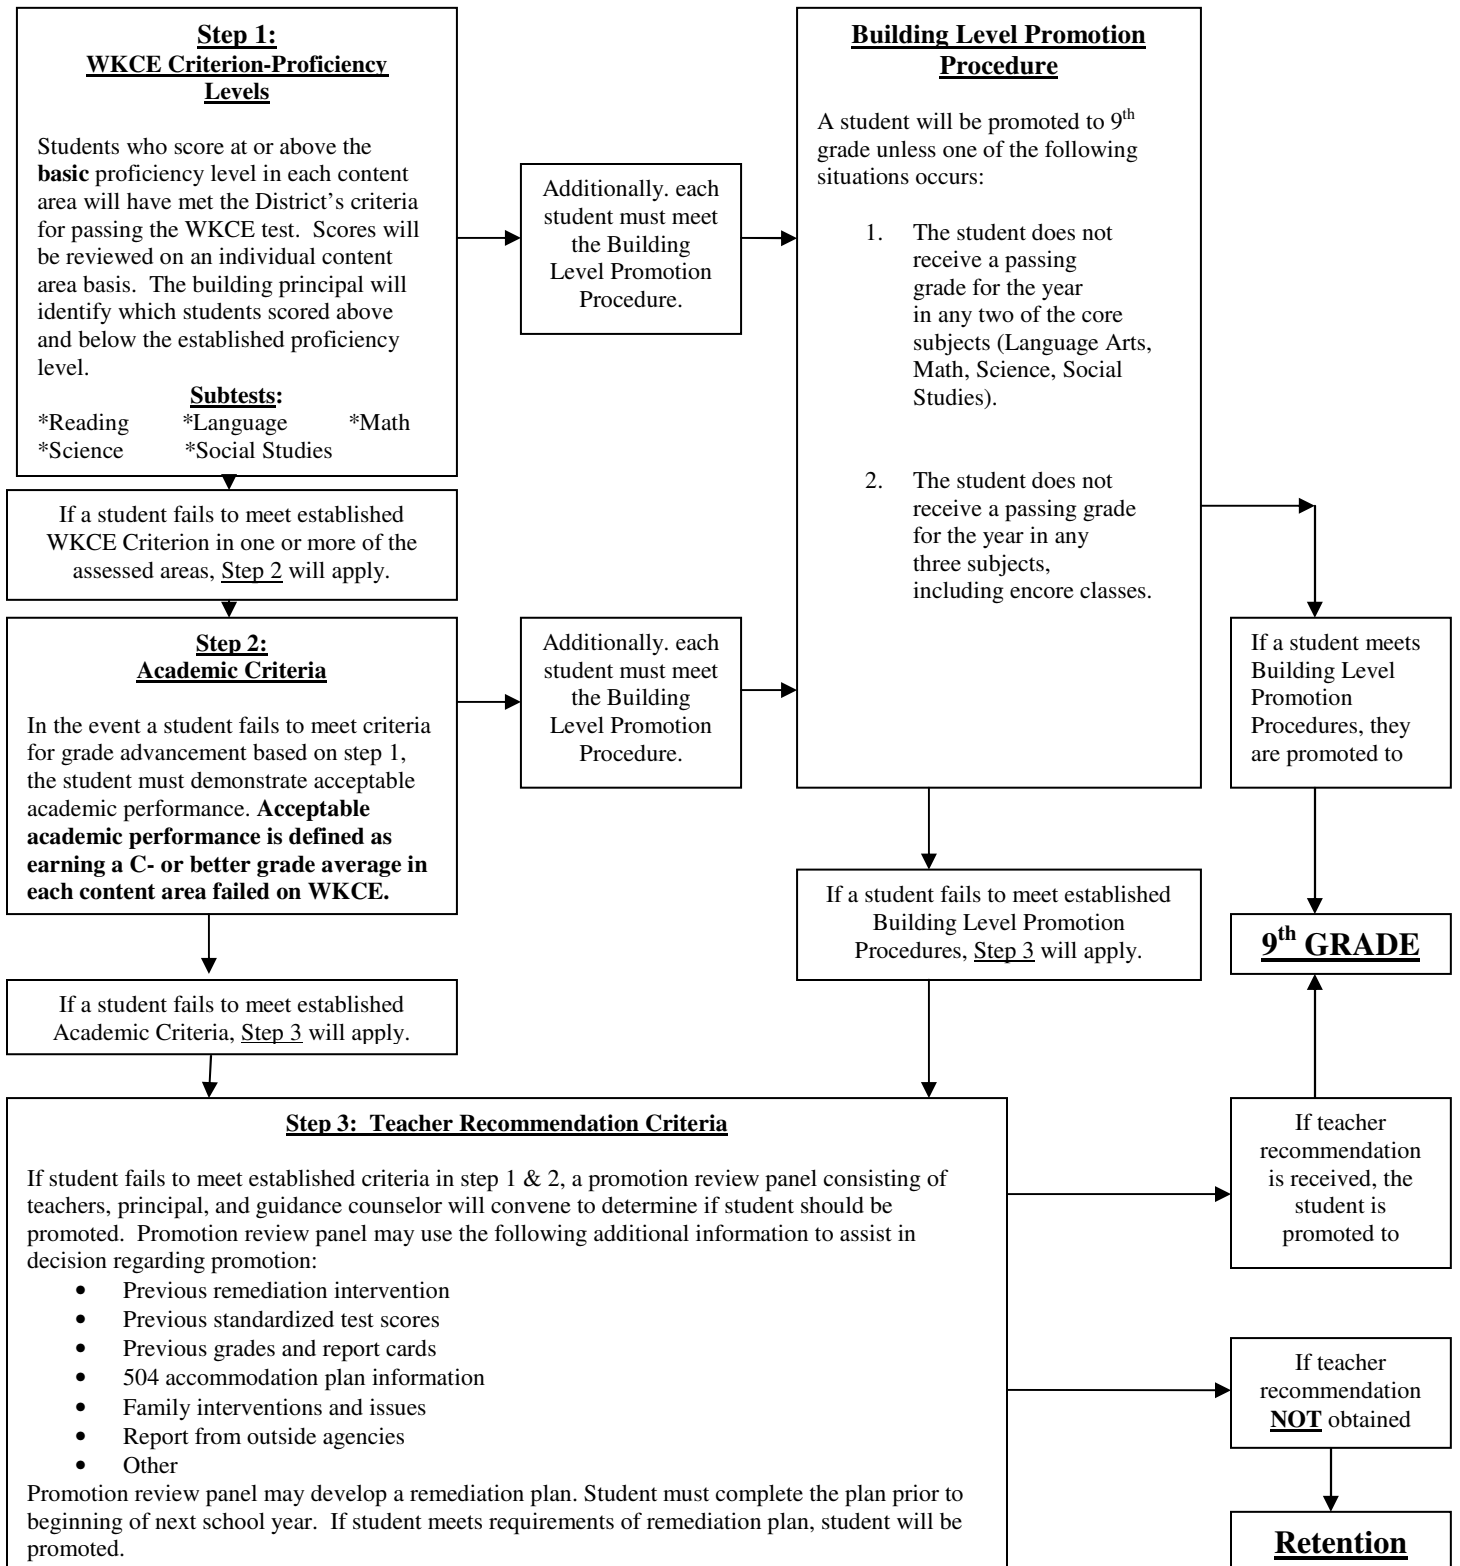 Step 1:
WKCE Criterion-Proficiency
Levels
Students who score at or above the
basic proficiency level in each content
area will have met the District's criteria
for passing the WKCE test.  Scores will
be reviewed on an individual content
area basis.  The building principal will
identify which students scored above
and below the established proficiency
level.
Subtests:
*Reading *Language *Math
*Science *Social Studies
If a student fails to meet established
WKCE Criterion in one or more of the
assessed areas, Step 2 will apply.
Step 2:
Academic Criteria
In the event a student fails to meet criteria
for grade advancement based on step 1,
the student must demonstrate acceptable
academic performance. Acceptable
academic performance is defined as
earning a C- or better grade average in
each content area failed on WKCE.
If a student fails to meet established
Academic Criteria, Step 3 will apply.
Additionally. each
student must meet
the Building
Level Promotion
Procedure.
Additionally. each
student must meet
the Building
Level Promotion
Procedure.
Building Level Promotion
Procedure
A student will be promoted to 9th
grade unless one of the following
situations occurs:
1. The student does not
receive a passing
grade for the year
in any two of the core
subjects (Language Arts,
Math, Science, Social
Studies).
2. The student does not
receive a passing grade
for the year in any
three subjects,
including encore classes.
If a student fails to meet established
Building Level Promotion
Procedures, Step 3 will apply.
If a student meets
Building Level
Promotion
Procedures, they
are promoted to
9th GRADE
Step 3:  Teacher Recommendation Criteria
If student fails to meet established criteria in step 1 & 2, a promotion review panel consisting of
teachers, principal, and guidance counselor will convene to determine if student should be
promoted.  Promotion review panel may use the following additional information to assist in
decision regarding promotion:
• Previous remediation intervention
• Previous standardized test scores
• Previous grades and report cards
• 504 accommodation plan information
• Family interventions and issues
• Report from outside agencies
• Other
Promotion review panel may develop a remediation plan. Student must complete the plan prior to
beginning of next school year.  If student meets requirements of remediation plan, student will be
promoted.
If teacher
recommendation
is received, the
student is
promoted to
If teacher
recommendation
NOT obtained
Retention